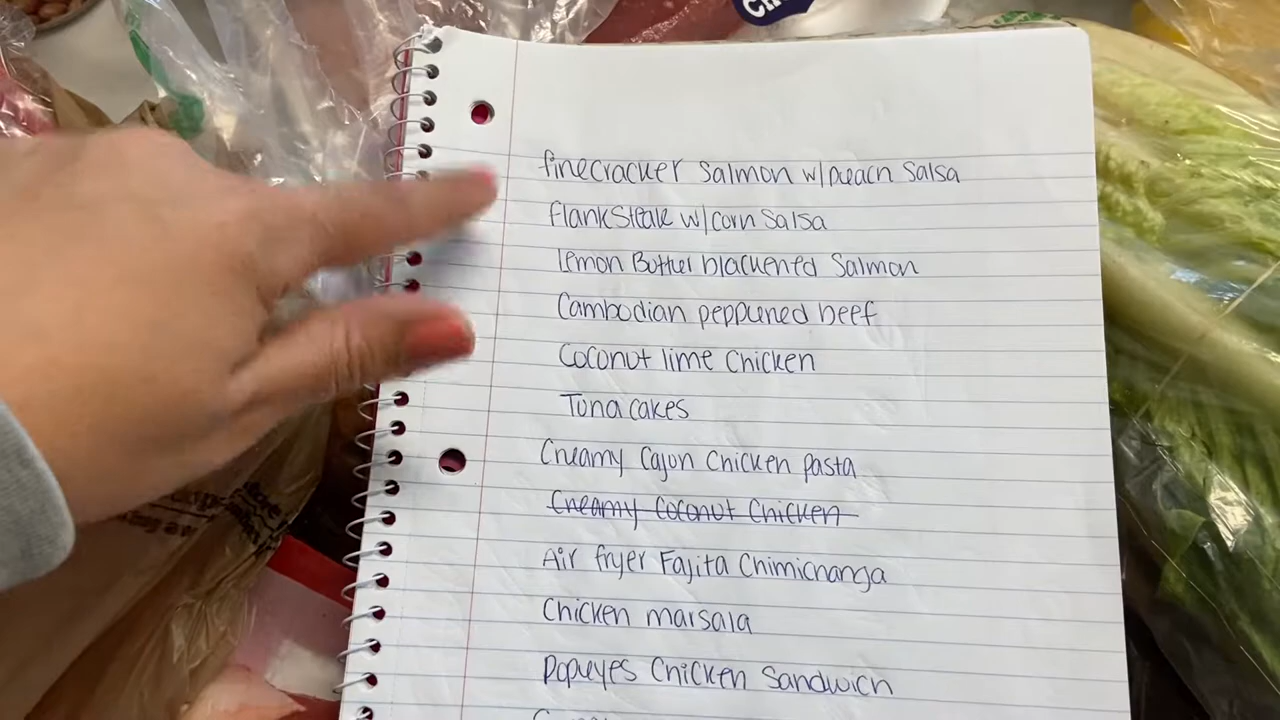 firecracker Salmon w/peach Salsa
flank Steak w/corn Salsa
lemon Butter blackened Salmon
Cambodian peppered beef
Coconut lime Chicken
Tuna cakes
Creamy Cajun Chicken pasta
Creamy Coconut Chicken
Air fryer Fajita Chimichanga
Chicken marsala
Popeyes Chicken Sandwich